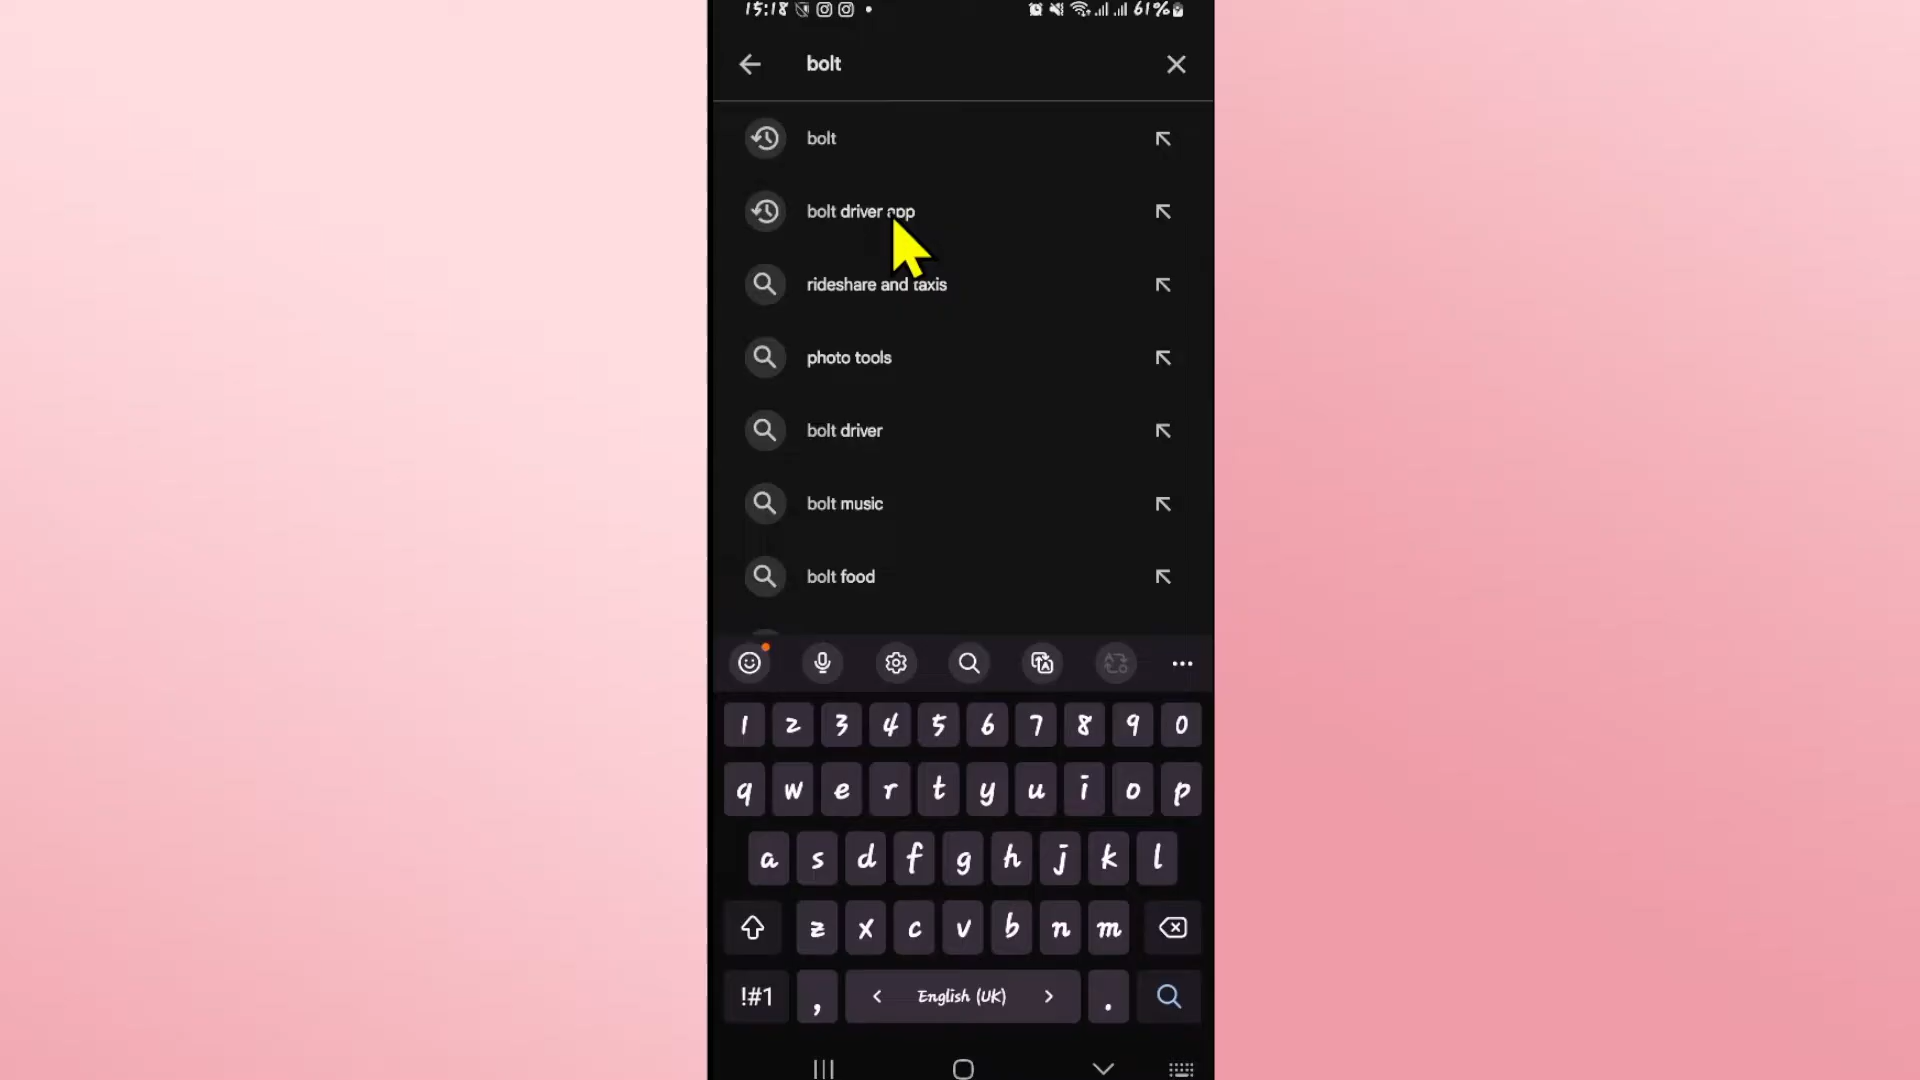 15:18 61%
bolt
bolt
bolt driver app
rideshare and taxis
photo tools
bolt driver
bolt music
bolt food
1 2 3 4 5 6 7 8 9 0
q w e r t y u i o p
a s d f g h j k l
z x c v b n m
!#1 , < English (UK) > .